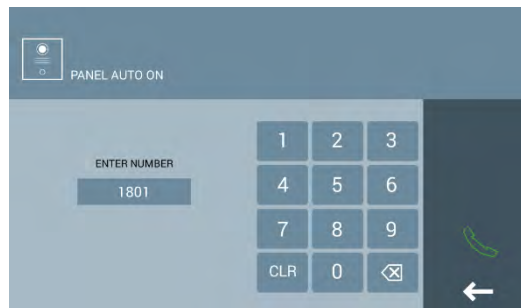 PANEL AUTO ON
ENTER NUMBER
1801
1 2 3
4 5 6
7 8 9
CLR 0